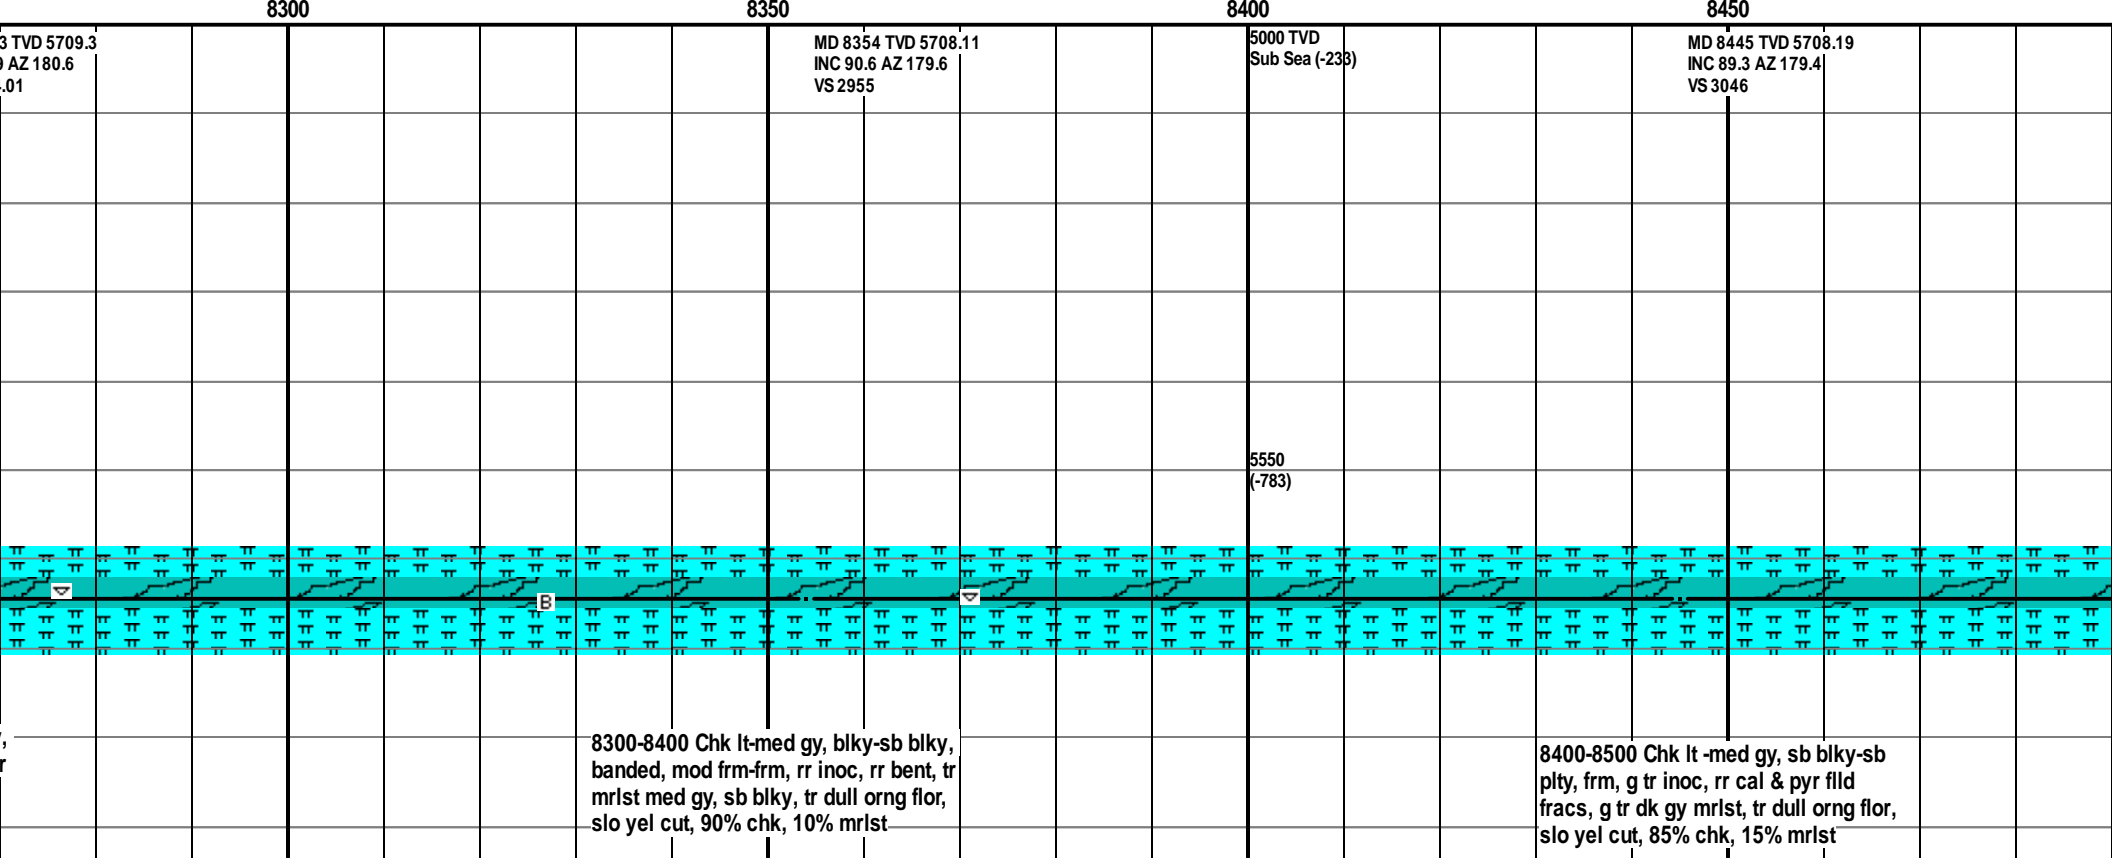 8300 8350 8400 8450
3 TVD 5709.3
9 AZ 180.6
.01
MD 8354 TVD 5708.11
INC 90.6 AZ 179.6
VS 2955
5000 TVD
Sub Sea (-233)
MD 8445 TVD 5708.19
INC 89.3 AZ 179.4
VS 3046
5550
(-783)
B
8300-8400 Chk lt-med gy, blky-sb blky,
banded, mod frm-frm, rr inoc, rr bent, tr
mrlst med gy, sb blky, tr dull orng flor,
slo yel cut, 90% chk, 10% mrlst
8400-8500 Chk lt -med gy, sb blky-sb
plty, frm, g tr inoc, rr cal & pyr flld
fracs, g tr dk gy mrlst, tr dull orng flor,
slo yel cut, 85% chk, 15% mrlst